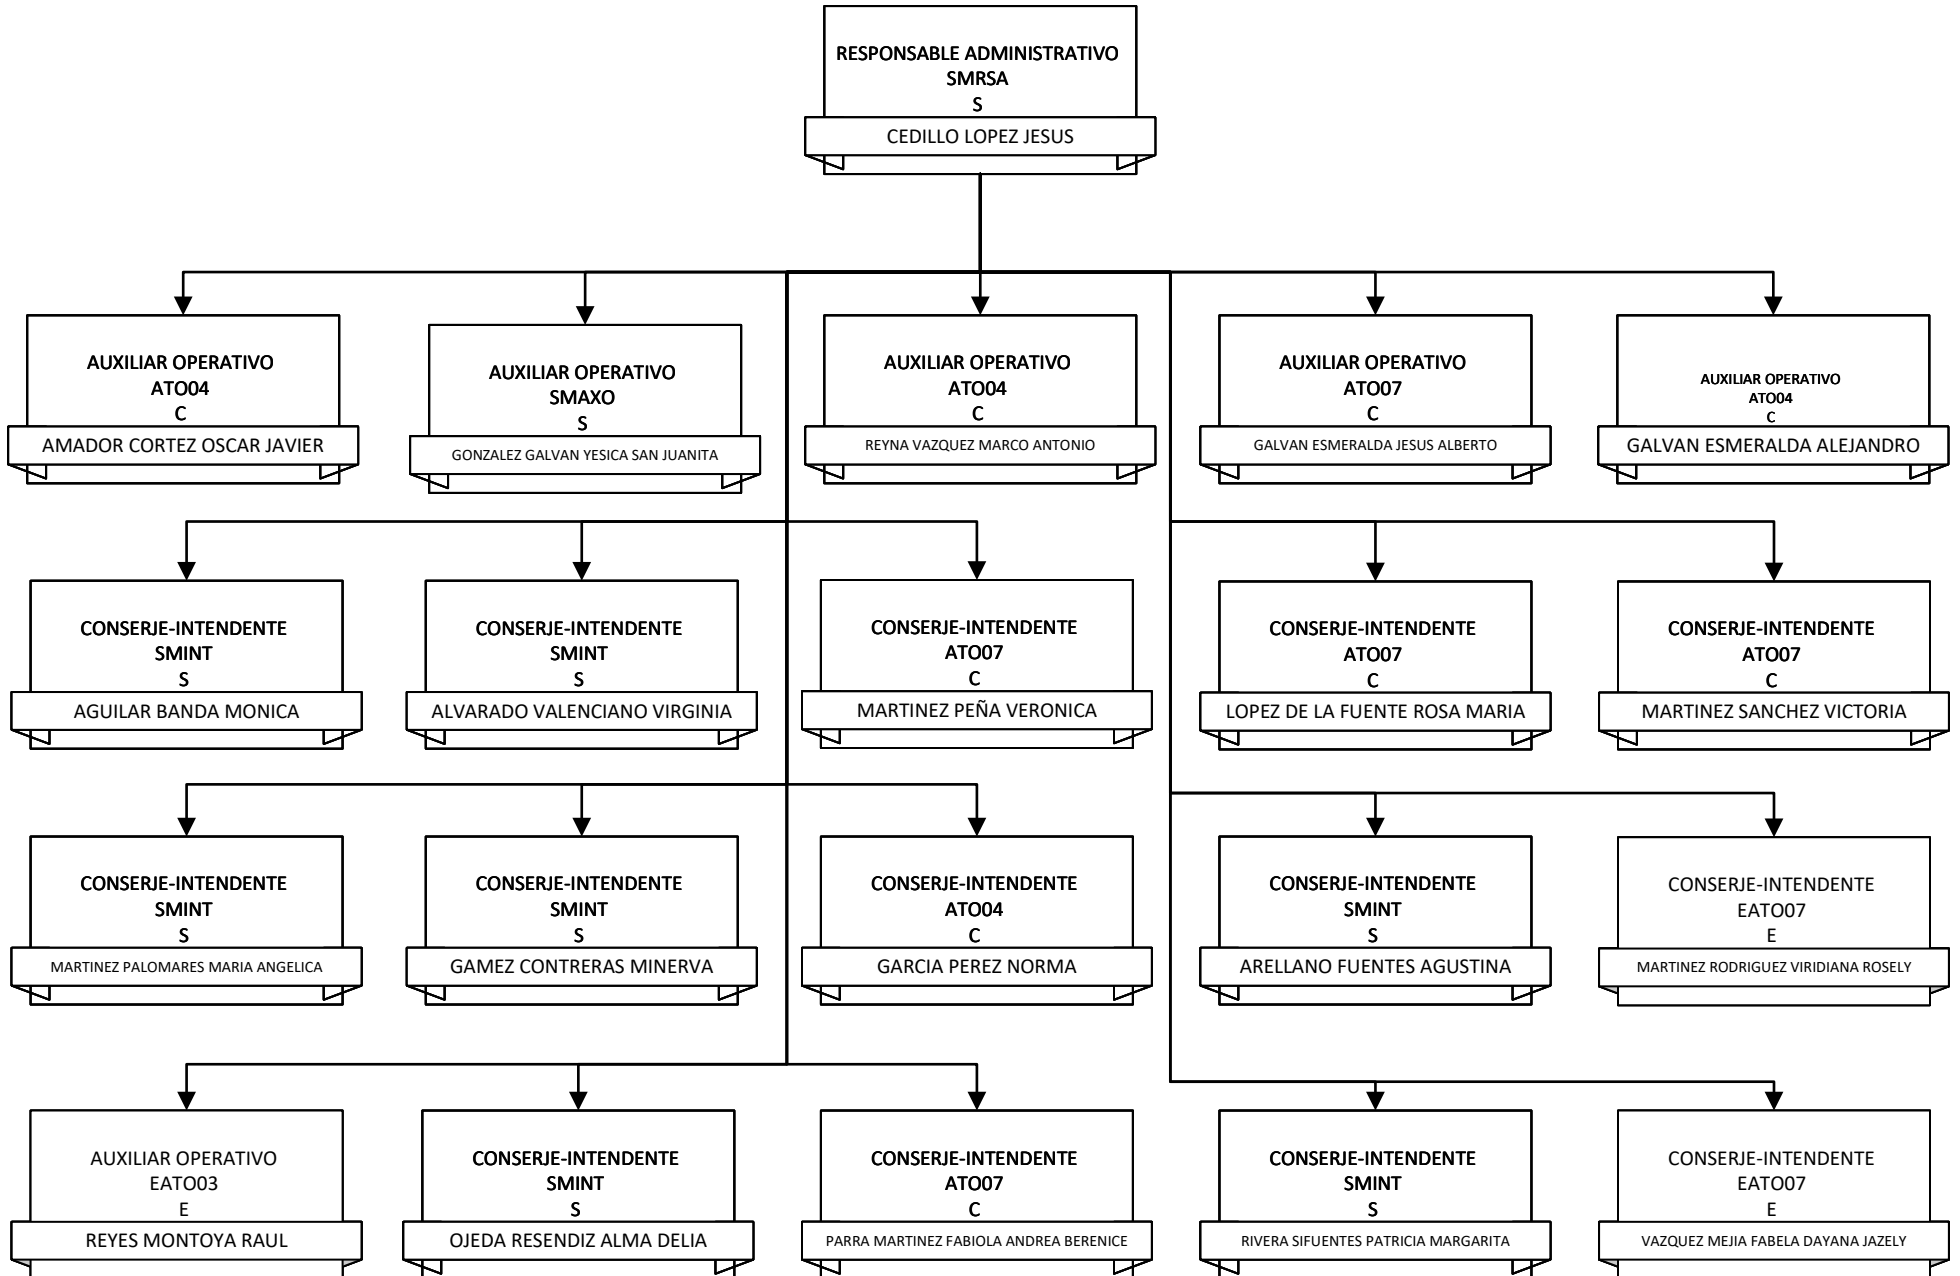 RESPONSABLE ADMINISTRATIVO
SMRSA
S
CEDILLO LOPEZ JESUS
AUXILIAR OPERATIVO
ATO04
C
AMADOR CORTEZ OSCAR JAVIER
AUXILIAR OPERATIVO
SMAXO
S
GONZALEZ GALVAN YESICA SAN JUANITA
AUXILIAR OPERATIVO
ATO04
C
REYNA VAZQUEZ MARCO ANTONIO
AUXILIAR OPERATIVO
ATO07
C
GALVAN ESMERALDA JESUS ALBERTO
AUXILIAR OPERATIVO
ATO04
C
GALVAN ESMERALDA ALEJANDRO
CONSERJE-INTENDENTE
SMINT
S
AGUILAR BANDA MONICA
CONSERJE-INTENDENTE
SMINT
S
ALVARADO VALENCIANO VIRGINIA
CONSERJE-INTENDENTE
ATO07
C
MARTINEZ PEÑA VERONICA
CONSERJE-INTENDENTE
ATO07
C
LOPEZ DE LA FUENTE ROSA MARIA
CONSERJE-INTENDENTE
ATO07
C
MARTINEZ SANCHEZ VICTORIA
CONSERJE-INTENDENTE
SMINT
S
MARTINEZ PALOMARES MARIA ANGELICA
CONSERJE-INTENDENTE
SMINT
S
GAMEZ CONTRERAS MINERVA
CONSERJE-INTENDENTE
ATO04
C
GARCIA PEREZ NORMA
CONSERJE-INTENDENTE
SMINT
S
ARELLANO FUENTES AGUSTINA
CONSERJE-INTENDENTE
EATO07
E
MARTINEZ RODRIGUEZ VIRIDIANA ROSELY
AUXILIAR OPERATIVO
EATO03
E
REYES MONTOYA RAUL
CONSERJE-INTENDENTE
SMINT
S
OJEDA RESENDIZ ALMA DELIA
CONSERJE-INTENDENTE
ATO07
C
PARRA MARTINEZ FABIOLA ANDREA BERENICE
CONSERJE-INTENDENTE
SMINT
S
RIVERA SIFUENTES PATRICIA MARGARITA
CONSERJE-INTENDENTE
EATO07
E
VAZQUEZ MEJIA FABELA DAYANA JAZELY